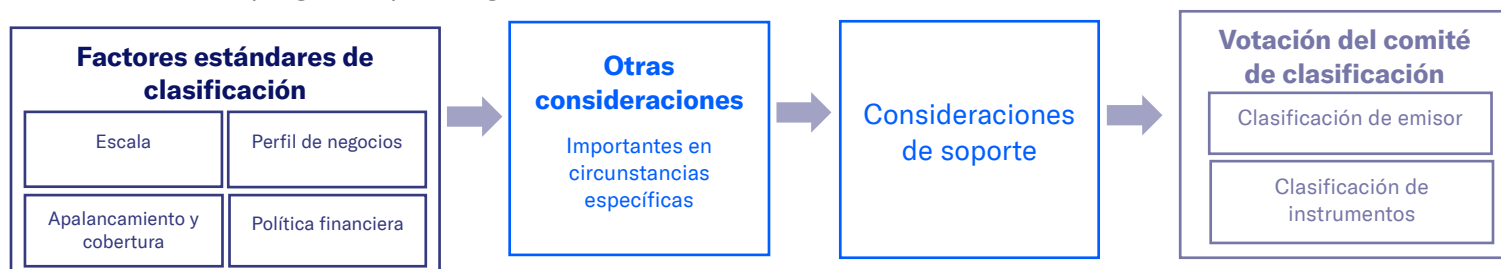 Factores estándares de
clasificación
Escala
Perfil de negocios
Apalancamiento y
cobertura
Política financiera
Otras
consideraciones
Importantes en
circunstancias
específicas
Consideraciones
de soporte
Votación del comité
de clasificación
Clasificación de emisor
Clasificación de
instrumentos